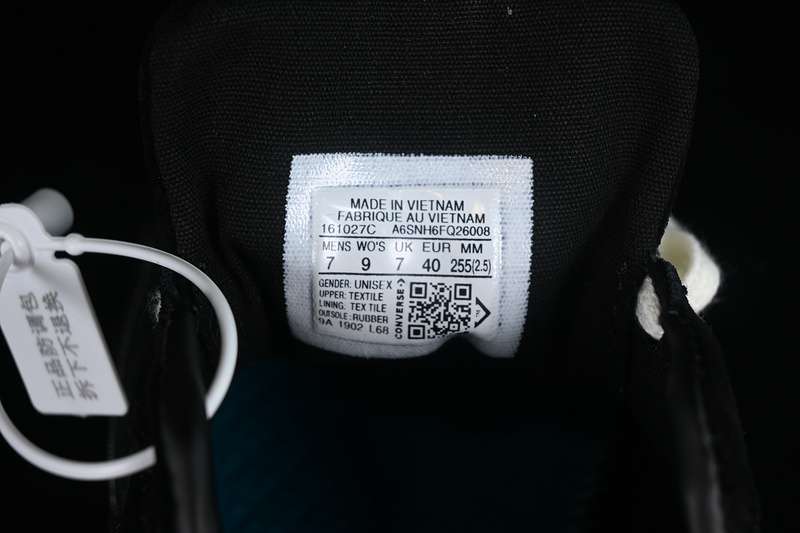 MADE IN VIETNAM
FABRIQUE AU VIETNAM
161027C A6SNH6FQ26008
MENS WO'S UK EUR MM
7 9 7 40 255(2.5)
GENDER: UNISEX
UPPER: TEXTILE
LINING: TEXTILE
OUTSOLE: RUBBER
9A 1902 L68
CONVERSE
正品防调包
拆下不退换